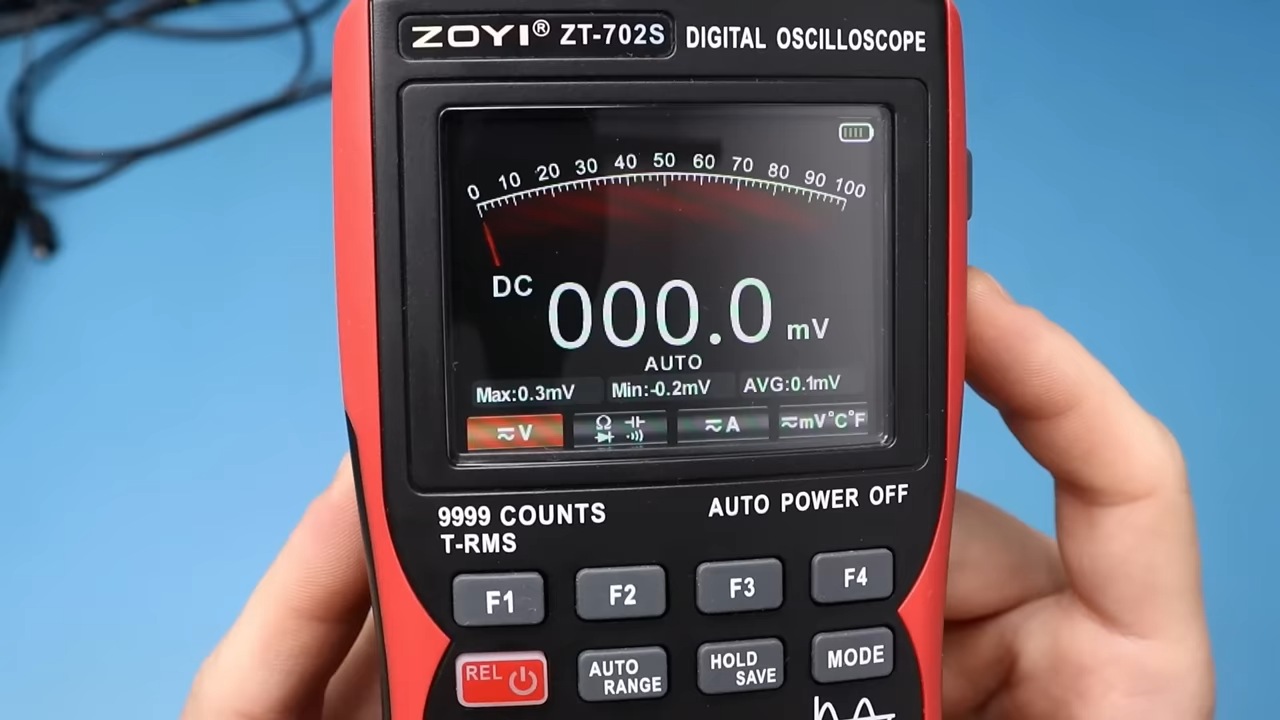 ZOYI® ZT-702S DIGITAL OSCILLOSCOPE
0 10 20 30 40 50 60 70 80 90 100
DC 000.0 mV
AUTO
Max:0.3mV Min:-0.2mV AVG:0.1mV
≂V Ω ≂A ≂mV°C°F
9999 COUNTS AUTO POWER OFF
T-RMS
F1 F2 F3 F4
REL AUTO RANGE HOLD SAVE MODE